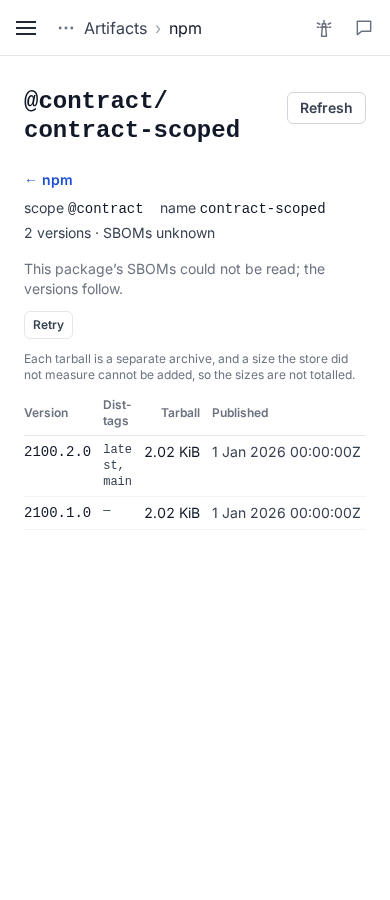 ··· Artifacts › npm
@contract/
contract-scoped
Refresh
← npm
scope @contract name contract-scoped
2 versions · SBOMs unknown
This package’s SBOMs could not be read; the
versions follow.
Retry
Each tarball is a separate archive, and a size the store did
not measure cannot be added, so the sizes are not totalled.
Version Dist-
tags Tarball Published
2100.2.0 late
st,
main 2.02 KiB 1 Jan 2026 00:00:00Z
2100.1.0 — 2.02 KiB 1 Jan 2026 00:00:00Z